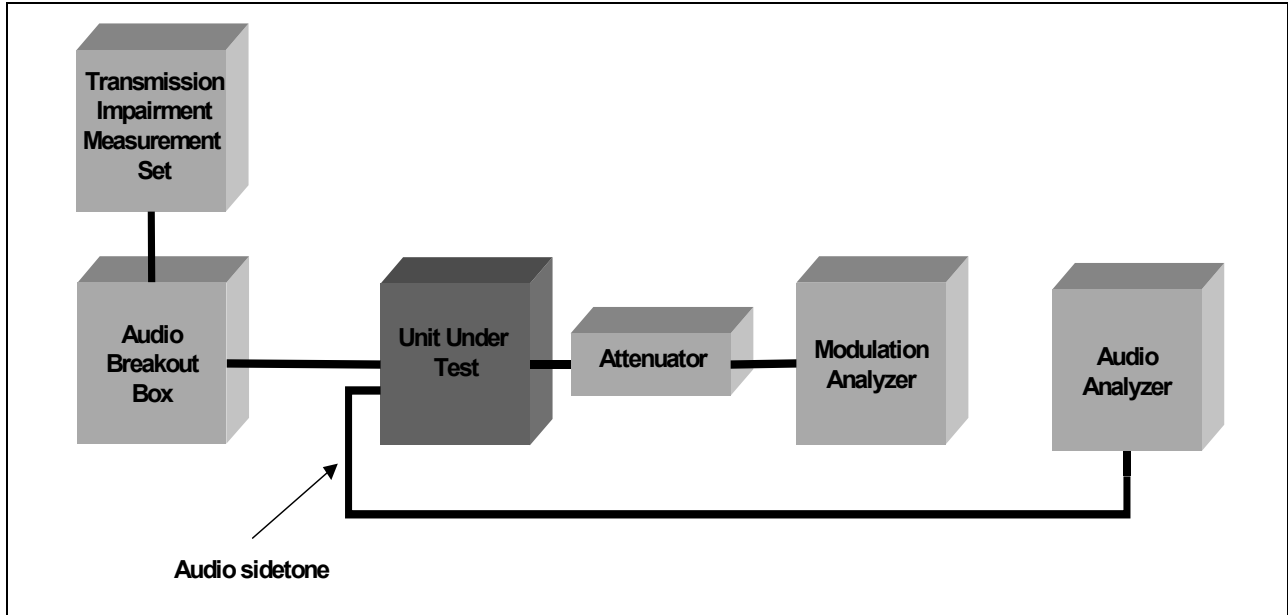 Transmission
Impairment
Measurement
Set
Audio
Breakout
Box
Unit Under
Test
Attenuator
Modulation
Analyzer
Audio
Analyzer
Audio sidetone